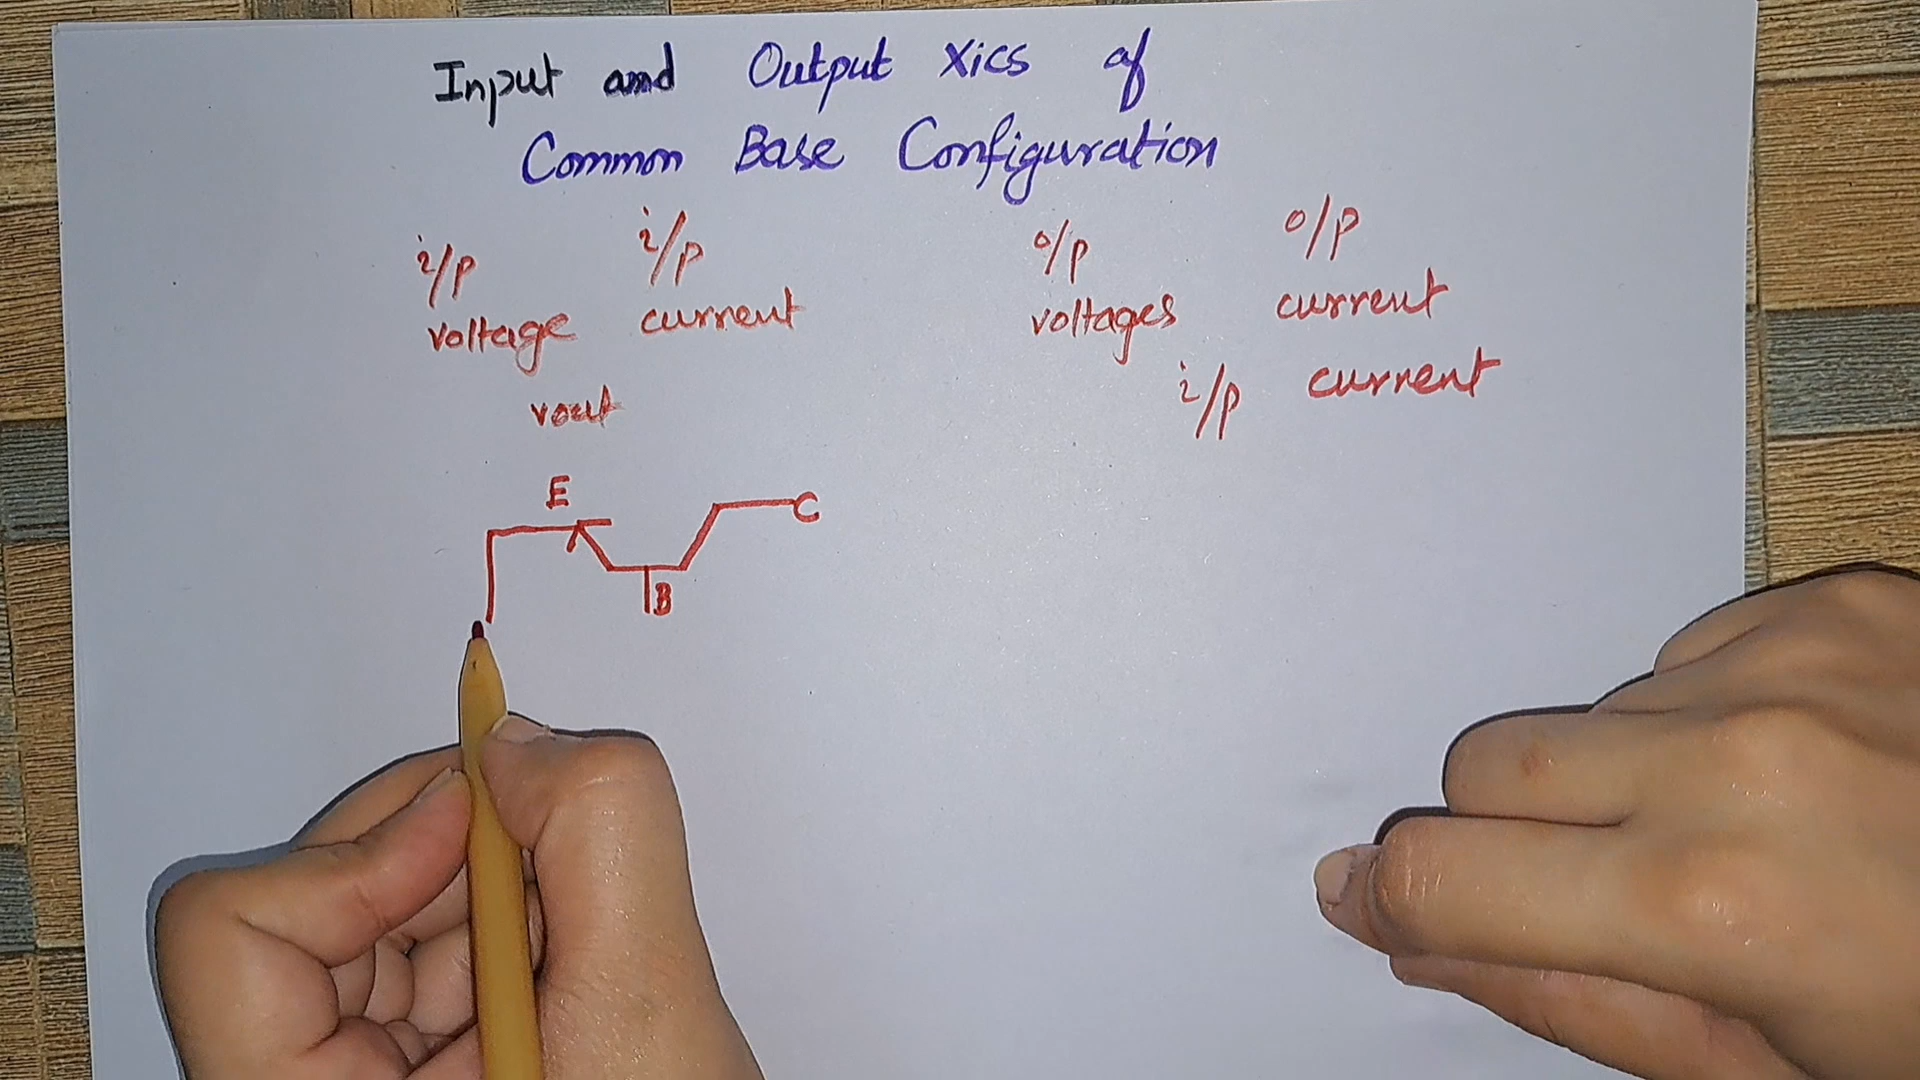 Input and Output Xics of
Common Base Configuration
i/p i/p o/p o/p
voltage current voltages current
vout i/p current
E C
B